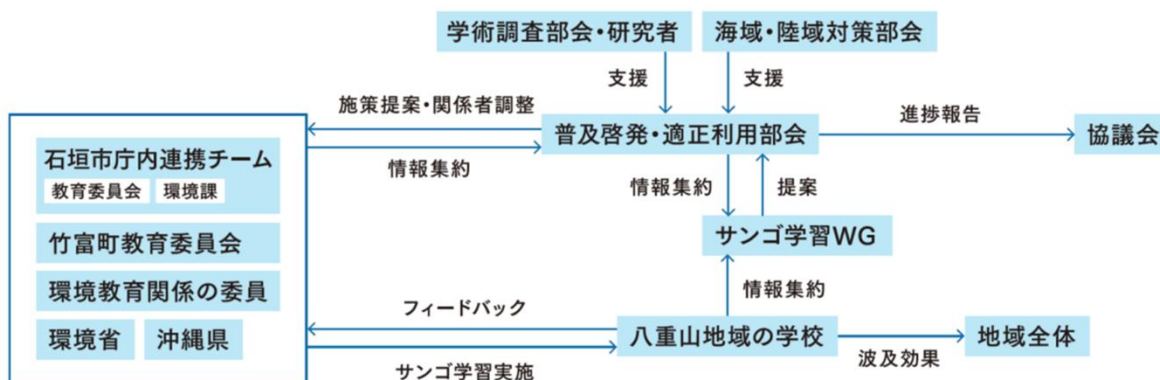 学術調査部会・研究者
海域・陸域対策部会
支援
支援
施策提案・関係者調整
普及啓発・適正利用部会
進捗報告
協議会
石垣市庁内連携チーム
教育委員会
環境課
情報集約
情報集約
提案
竹富町教育委員会
サンゴ学習WG
環境教育関係の委員
情報集約
フィードバック
環境省
沖縄県
八重山地域の学校
地域全体
波及効果
サンゴ学習実施